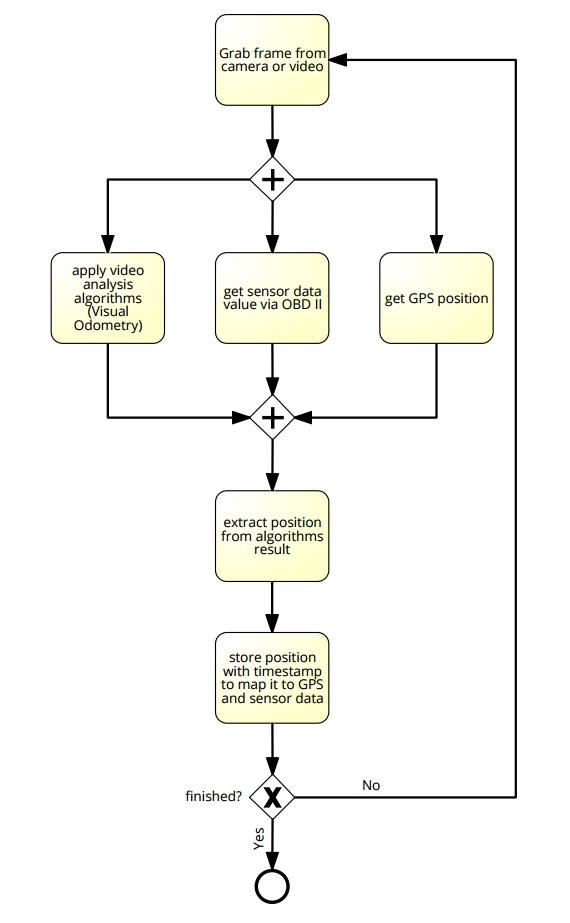 Grab frame from
camera or video
apply video
analysis
algorithms
(Visual
Odometry)
get sensor data
value via OBD II
get GPS position
extract position
from algorithms
result
store position
with timestamp
to map it to GPS
and sensor data
finished?
No
Yes